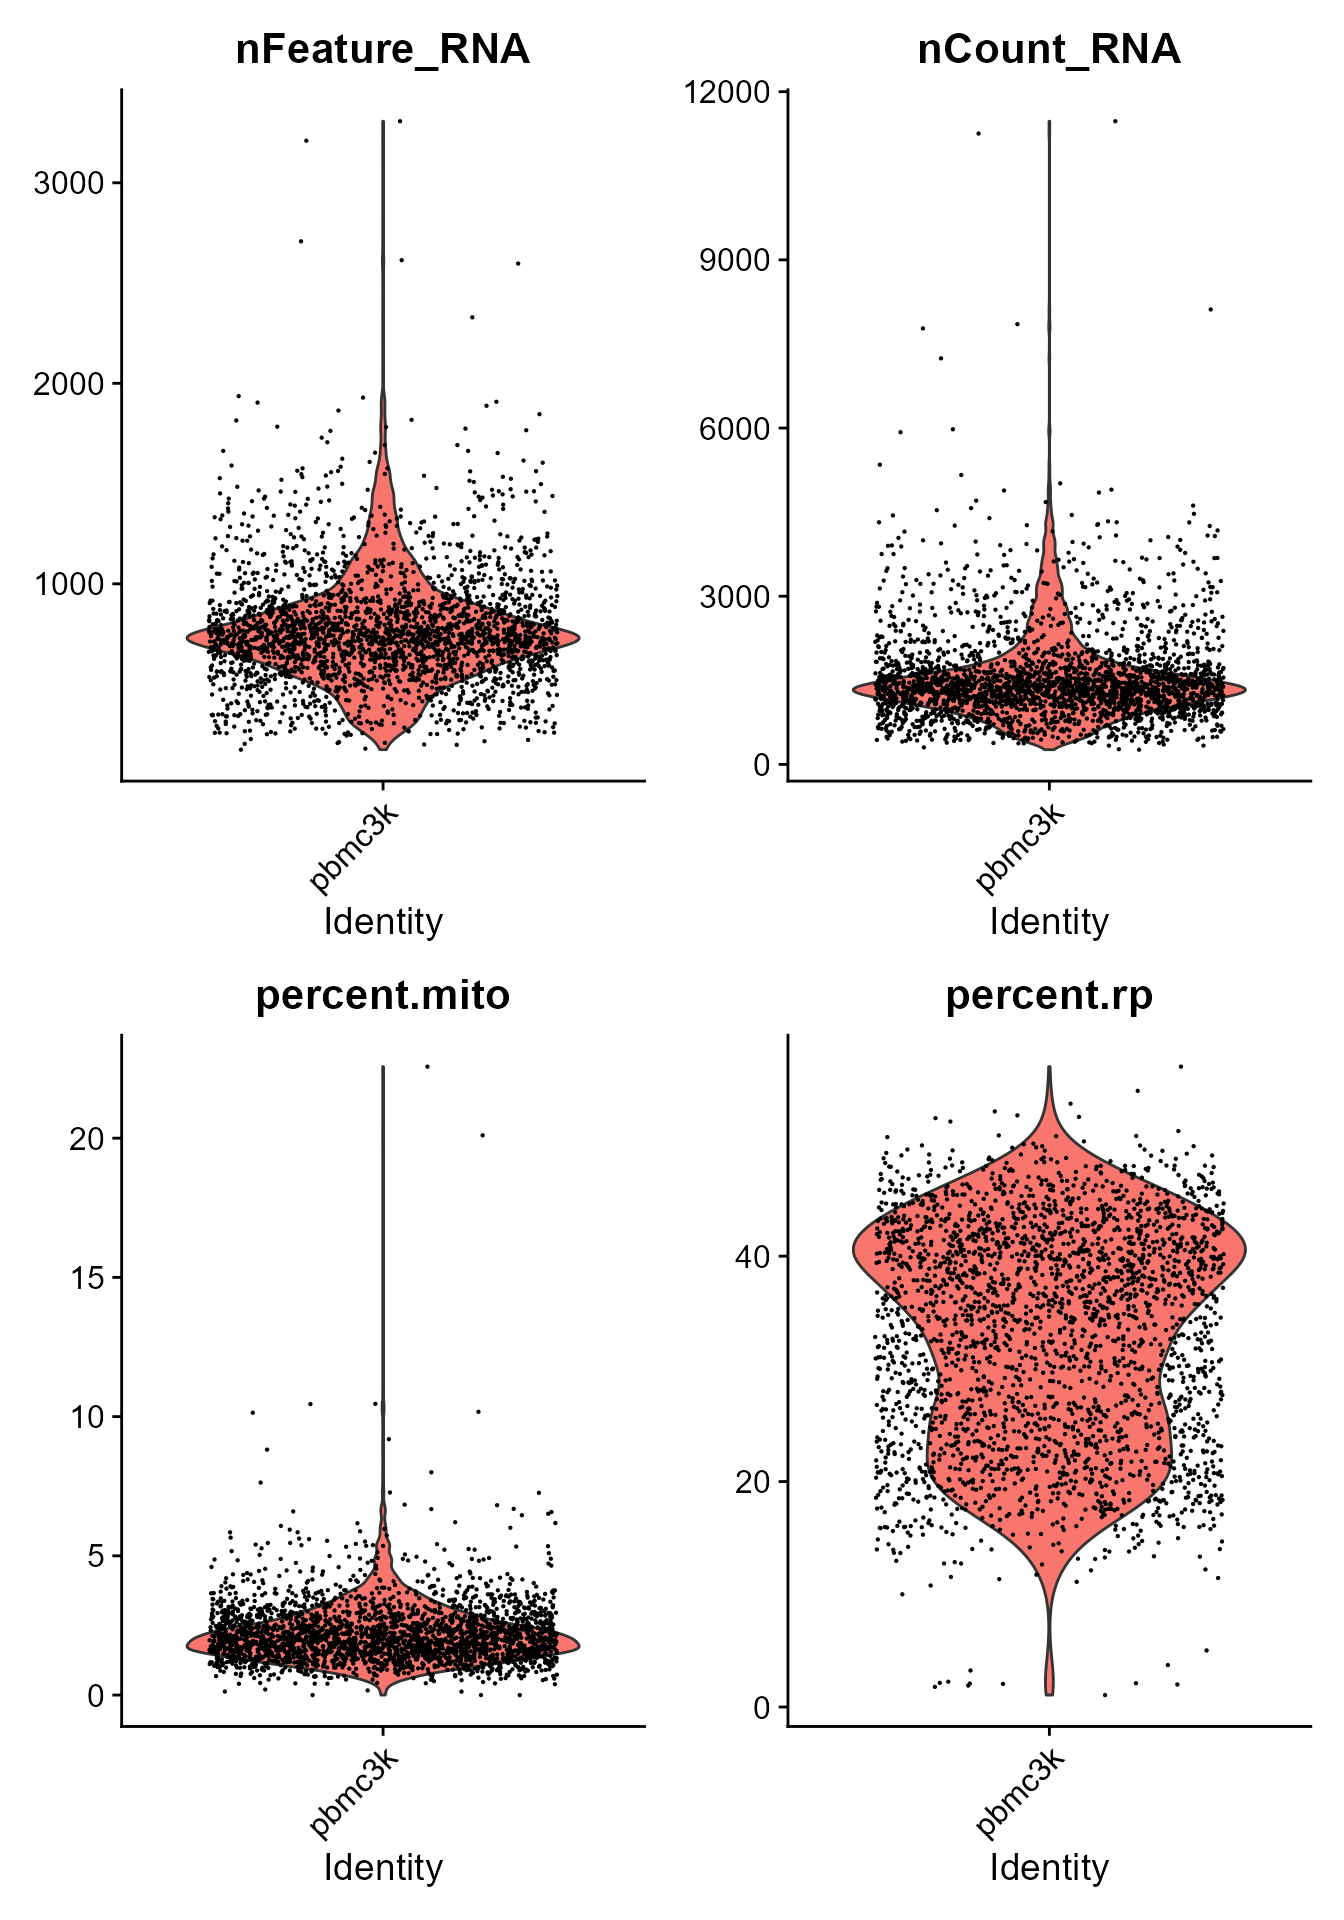 nFeature_RNA
3000
2000
1000
pbmc3k
Identity
nCount_RNA
12000
9000
6000
3000
0
pbmc3k
Identity
percent.mito
20
15
10
5
0
pbmc3k
Identity
percent.rp
40
20
0
pbmc3k
Identity